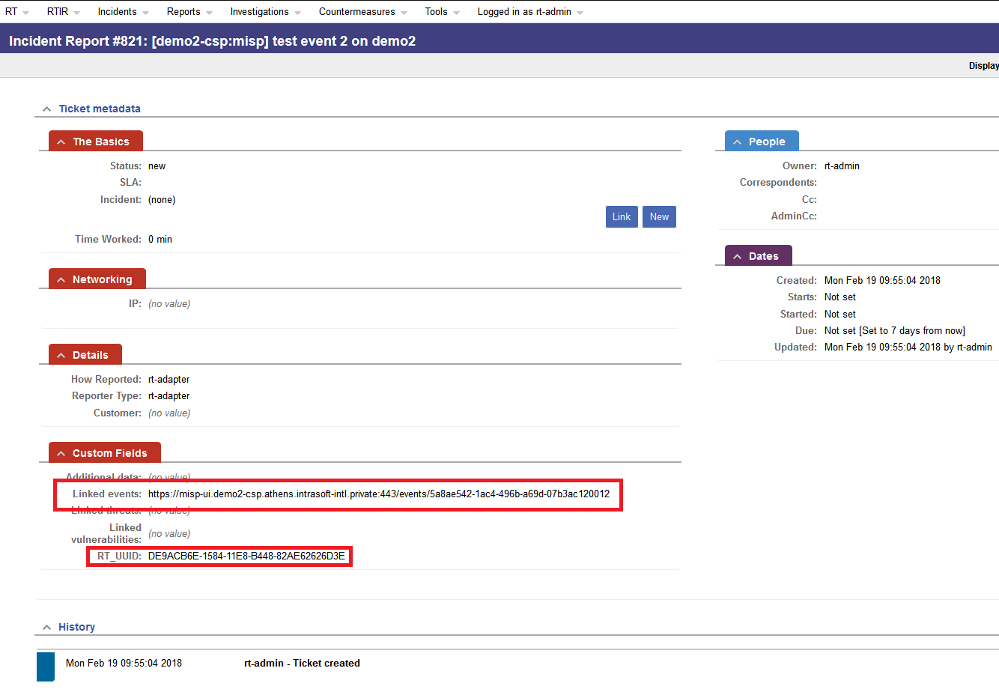 RT RTIR Incidents Reports Investigations Countermeasures Tools Logged in as rt-admin
Incident Report #821: [demo2-csp:misp] test event 2 on demo2
Display
Ticket metadata
The Basics
Status: new
SLA:
Incident: (none)
Link New
Time Worked: 0 min
Networking
IP: (no value)
Details
How Reported: rt-adapter
Reporter Type: rt-adapter
Customer: (no value)
Custom Fields
Additional data: (no value)
Linked events: https://misp-ui.demo2-csp.athens.intrasoft-intl.private:443/events/5a8ae542-1ac4-496b-a69d-07b3ac120012
Linked threats: (no value)
Linked
vulnerabilities: (no value)
RT_UUID: DE9ACB6E-1584-11E8-B448-82AE62626D3E
People
Owner: rt-admin
Correspondents:
Cc:
AdminCc:
Dates
Created: Mon Feb 19 09:55:04 2018
Starts: Not set
Started: Not set
Due: Not set [Set to 7 days from now]
Updated: Mon Feb 19 09:55:04 2018 by rt-admin
History
Mon Feb 19 09:55:04 2018 rt-admin - Ticket created